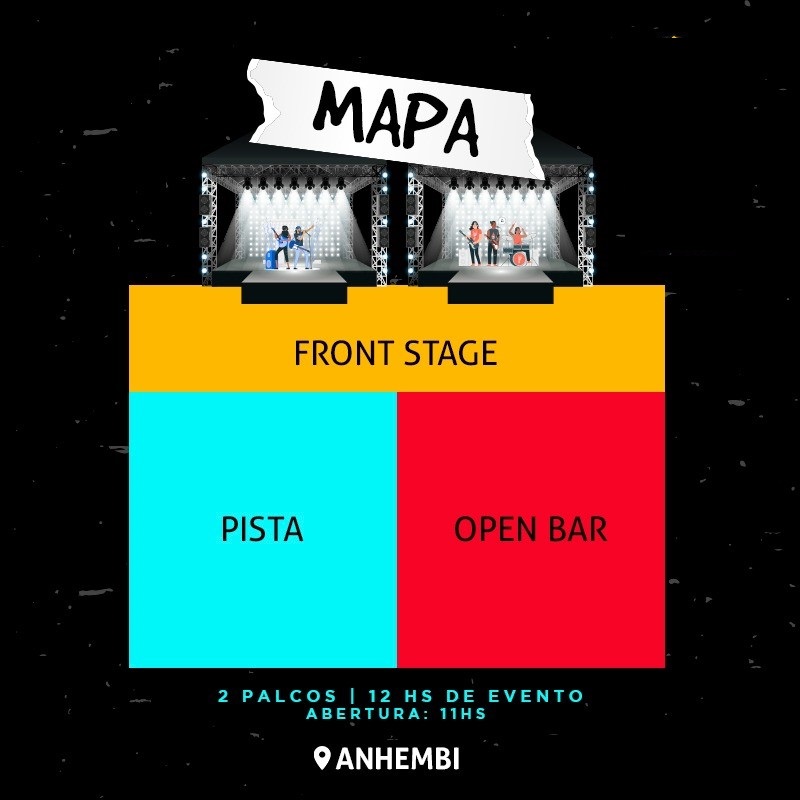 MAPA
FRONT STAGE
PISTA
OPEN BAR
2 PALCOS | 12 HS DE EVENTO
ABERTURA: 11HS
ANHEMBI